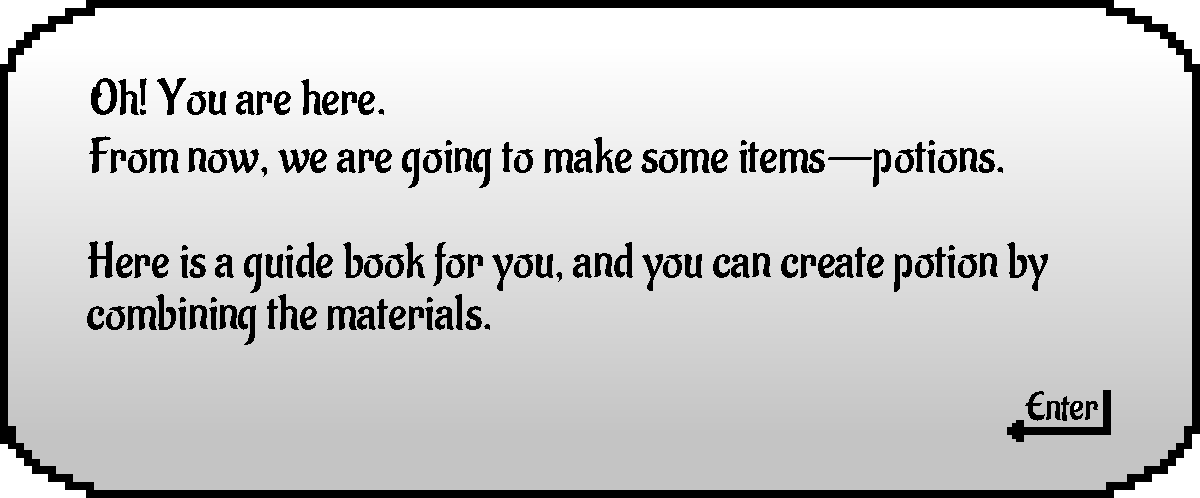 Oh! You are here.
From now, we are going to make some items—potions.
Here is a guide book for you, and you can create potion by
combining the materials.
Enter